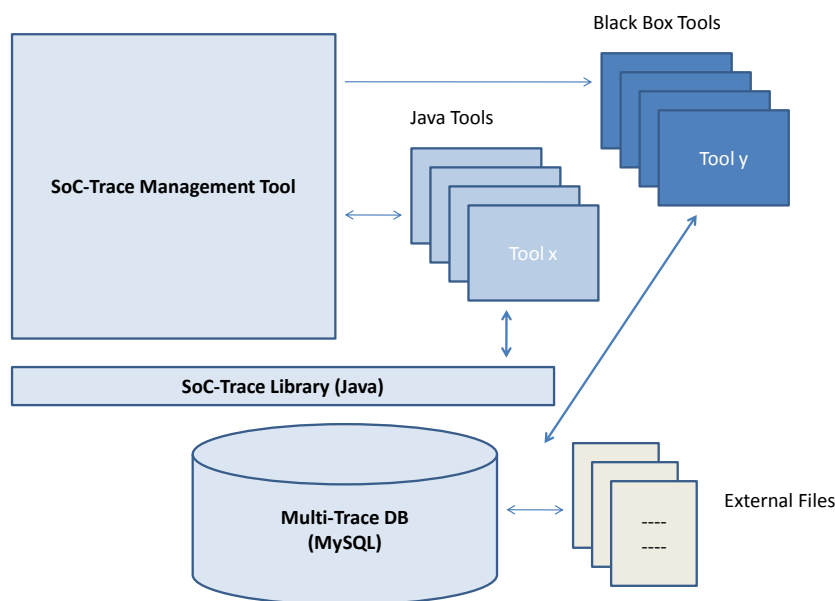 Black Box Tools
Java Tools
SoC-Trace Management Tool
Tool y
Tool x
SoC-Trace Library (Java)
Multi-Trace DB
(MySQL)
External Files
----
----